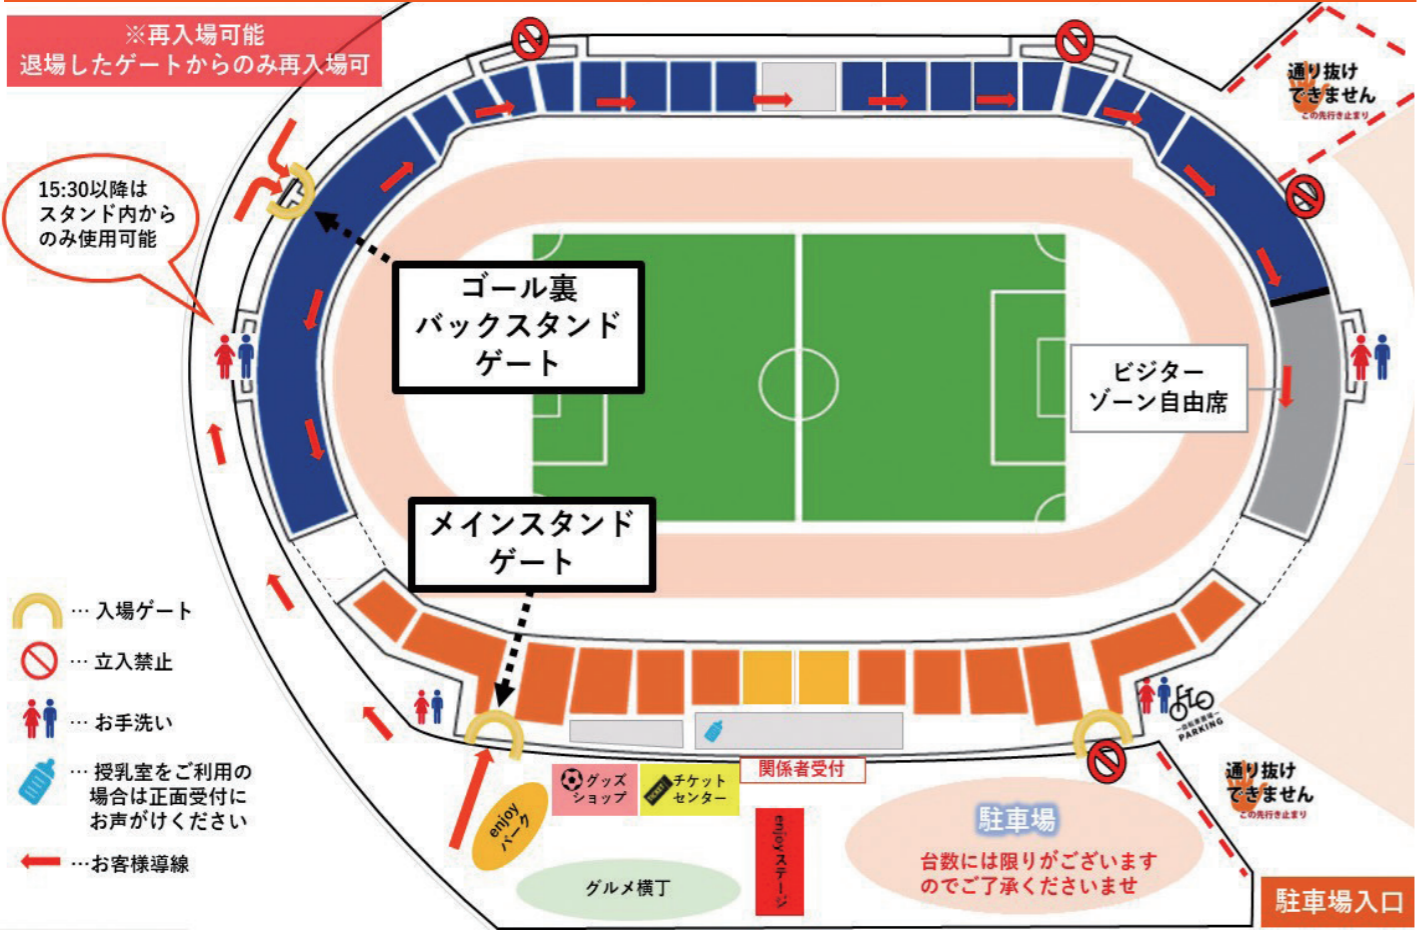 ※再入場可能
退場したゲートからのみ再入場可
通り抜け
できません
この先行き止まり
15:30以降は
スタンド内から
のみ使用可能
ゴール裏
バックスタンド
ゲート
ビジター
ゾーン自由席
メインスタンド
ゲート
… 入場ゲート
… 立入禁止
… お手洗い
… 授乳室をご利用の
場合は正面受付に
お声がけください
…お客様導線
PARKING
関係者受付
グッズ
ショップ
チケット
センター
enjoy
パーク
enjoyステージ
グルメ横丁
駐車場
台数には限りがございます
のでご了承くださいませ
通り抜け
できません
この先行き止まり
駐車場入口